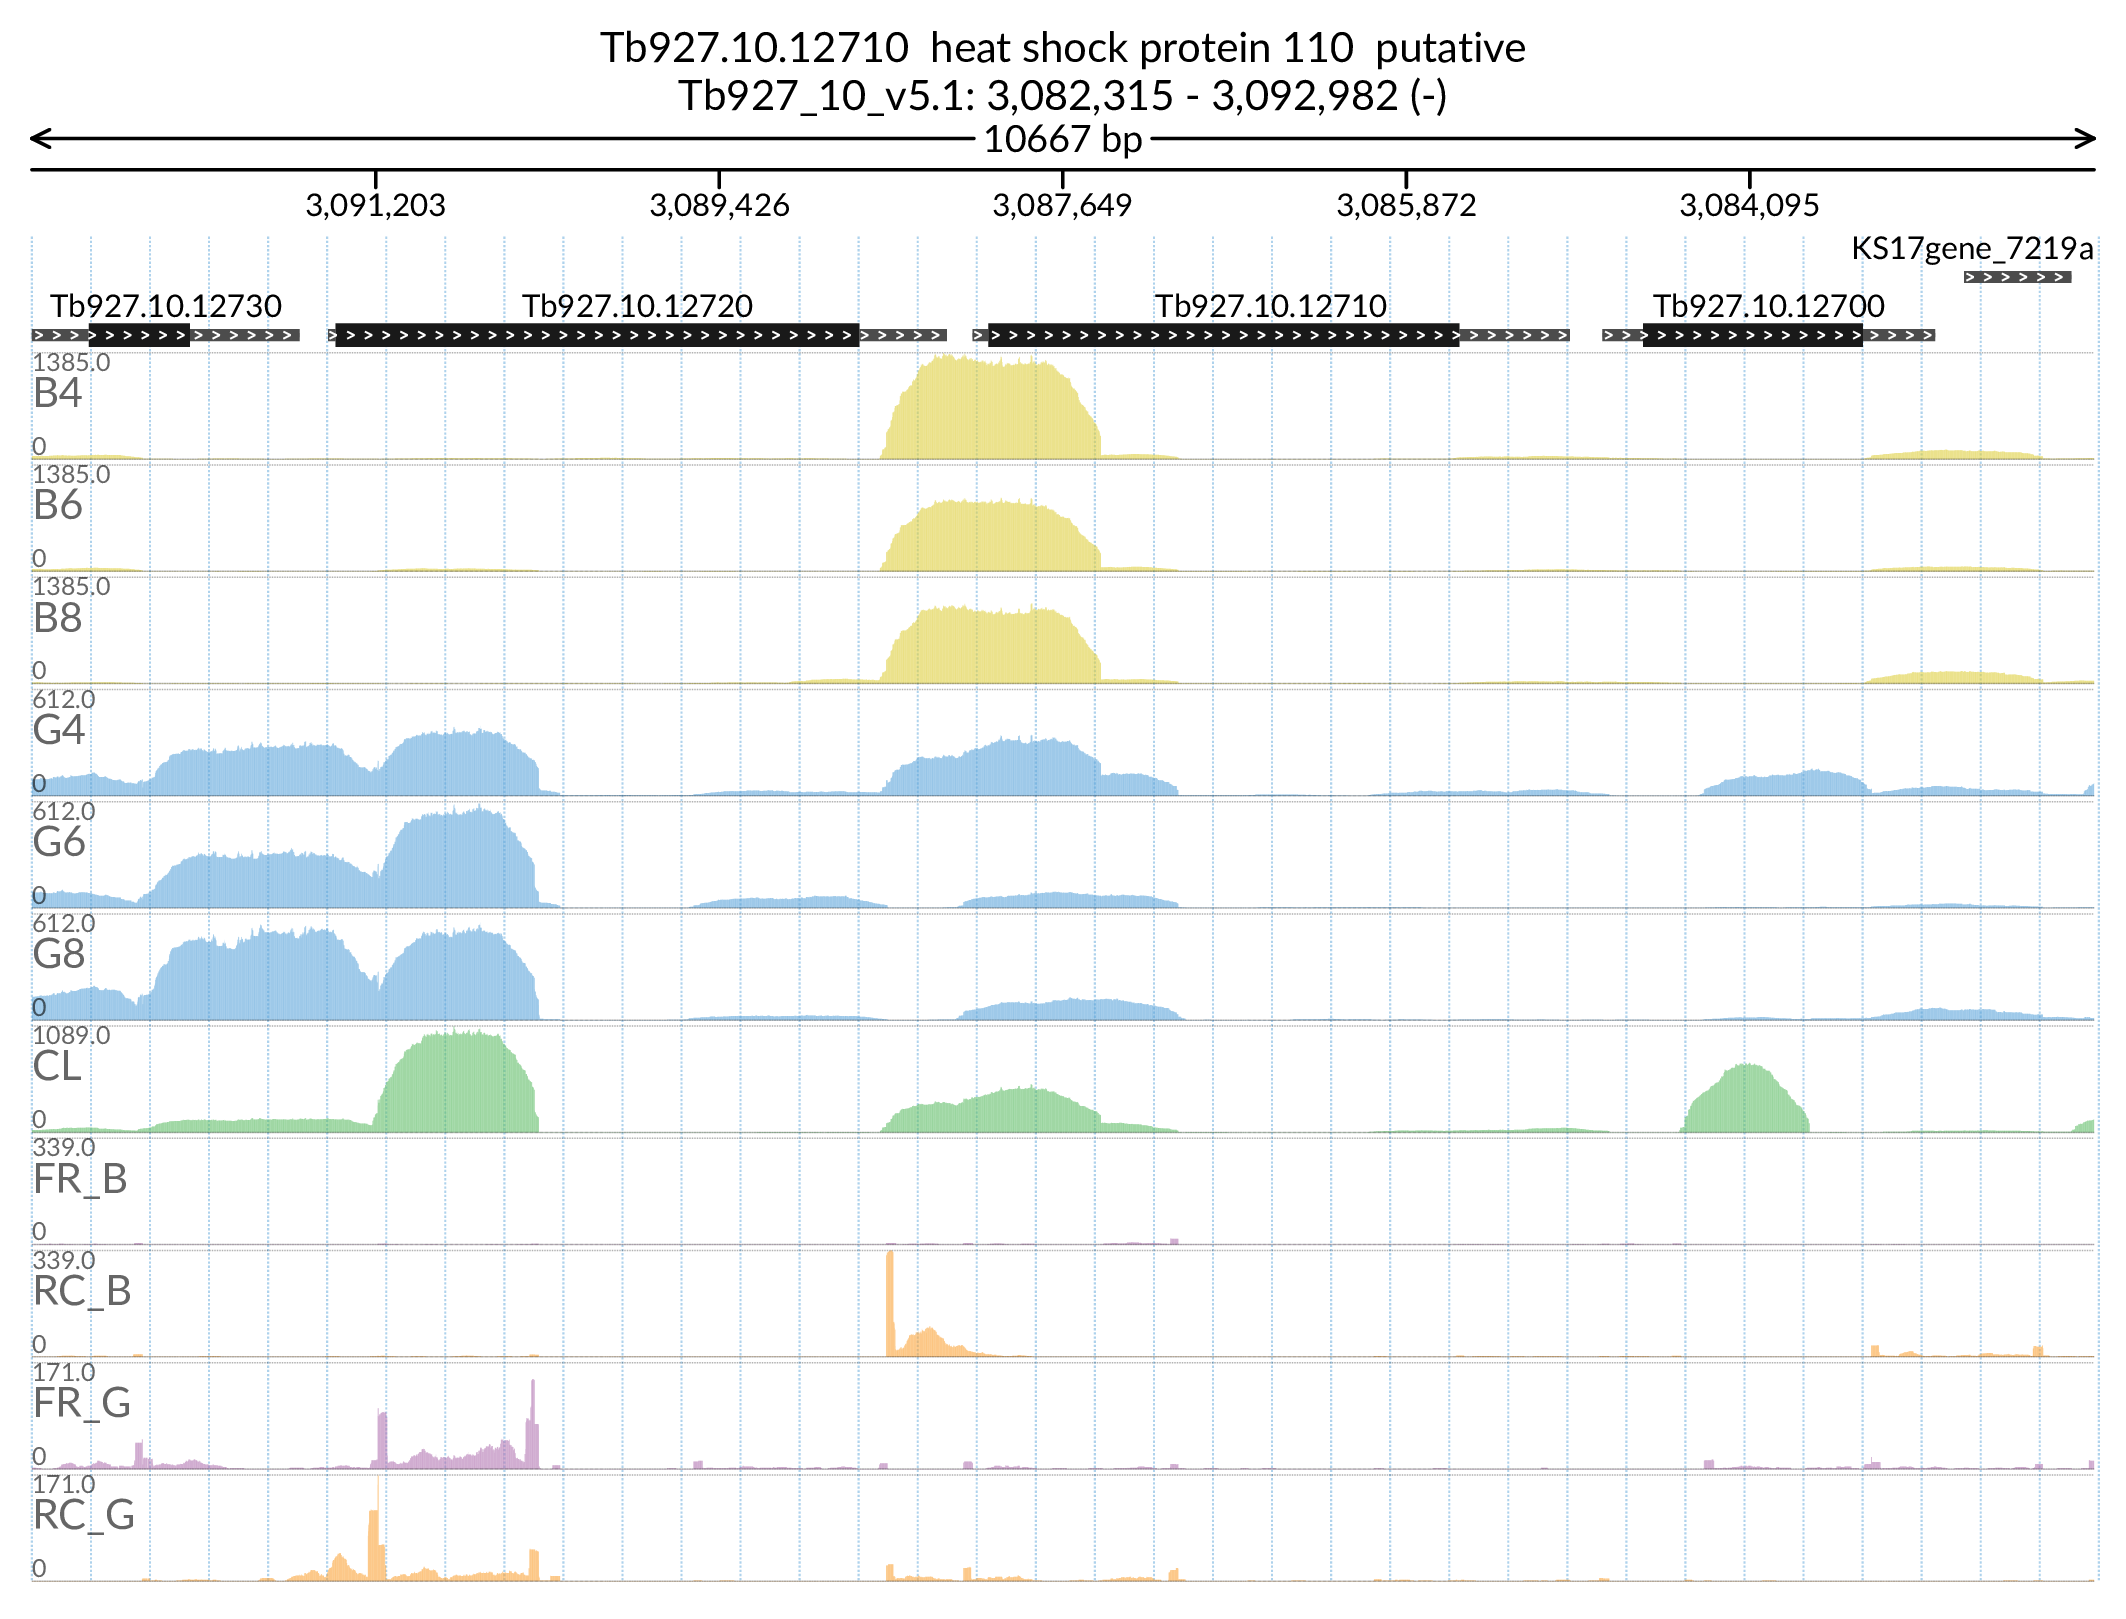 Tb927.10.12710  heat shock protein 110  putative
Tb927_10_v5.1: 3,082,315 - 3,092,982 (-)
10667 bp
3,091,203 3,089,426 3,087,649 3,085,872 3,084,095
KS17gene_7219a
Tb927.10.12730 Tb927.10.12720 Tb927.10.12710 Tb927.10.12700
1385.0
B4
0
1385.0
B6
0
1385.0
B8
0
612.0
G4
0
612.0
G6
0
612.0
G8
0
1089.0
CL
0
339.0
FR_B
0
339.0
RC_B
0
171.0
FR_G
0
171.0
RC_G
0